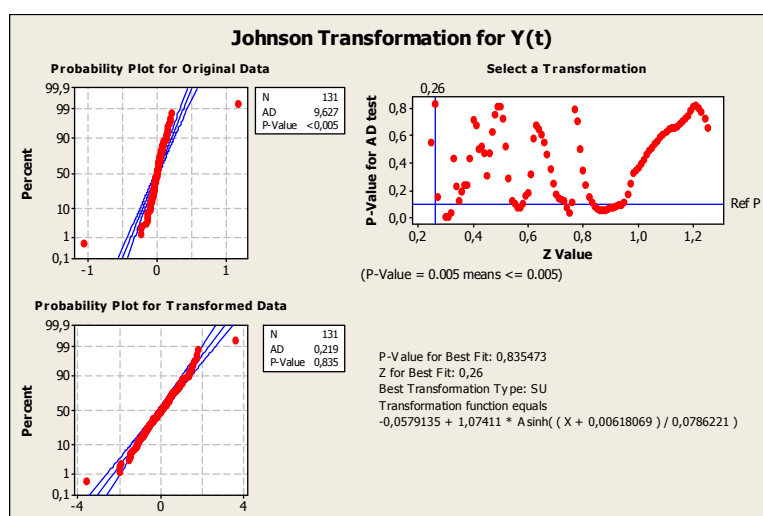 Johnson Transformation for Y(t)
Probability Plot for Original Data
99,9
99
90
50
10
1
0,1
Percent
-1
0
1
N 131
AD 9,627
P-Value <0,005
Select a Transformation
0,26
0,8
0,6
0,4
0,2
0,0
P-Value for AD test
Ref P
0,2
0,4
0,6
0,8
1,0
1,2
Z Value
(P-Value = 0.005 means <= 0.005)
Probability Plot for Transformed Data
99,9
99
90
50
10
1
0,1
Percent
-4
0
4
N 131
AD 0,219
P-Value 0,835
P-Value for Best Fit: 0,835473
Z for Best Fit: 0,26
Best Transformation Type: SU
Transformation function equals
-0,0579135 + 1,07411 * Asinh( ( X + 0,00618069 ) / 0,0786221 )